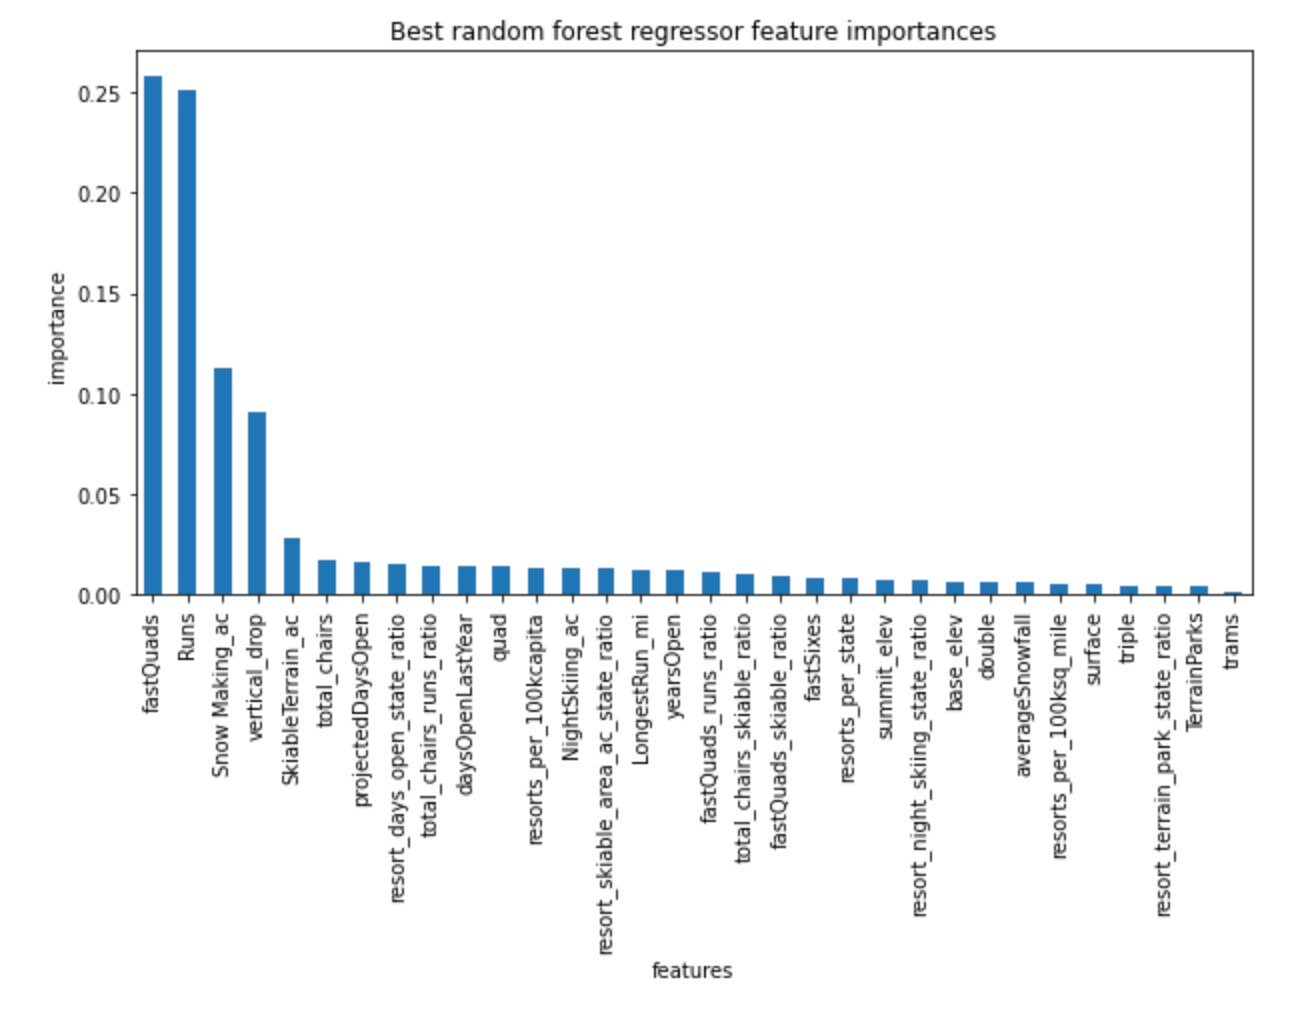 Best random forest regressor feature importances
importance
0.25
0.20
0.15
0.10
0.05
0.00
fastQuads
Runs
Snow Making_ac
vertical_drop
SkiableTerrain_ac
total_chairs
projectedDaysOpen
resort_days_open_state_ratio
total_chairs_runs_ratio
daysOpenLastYear
quad
resorts_per_100kcapita
NightSkiing_ac
resort_skiable_area_ac_state_ratio
LongestRun_mi
yearsOpen
fastQuads_runs_ratio
total_chairs_skiable_ratio
fastQuads_skiable_ratio
fastSixes
resorts_per_state
summit_elev
resort_night_skiing_state_ratio
base_elev
double
averageSnowfall
resorts_per_100ksq_mile
surface
triple
resort_terrain_park_state_ratio
TerrainParks
trams
features